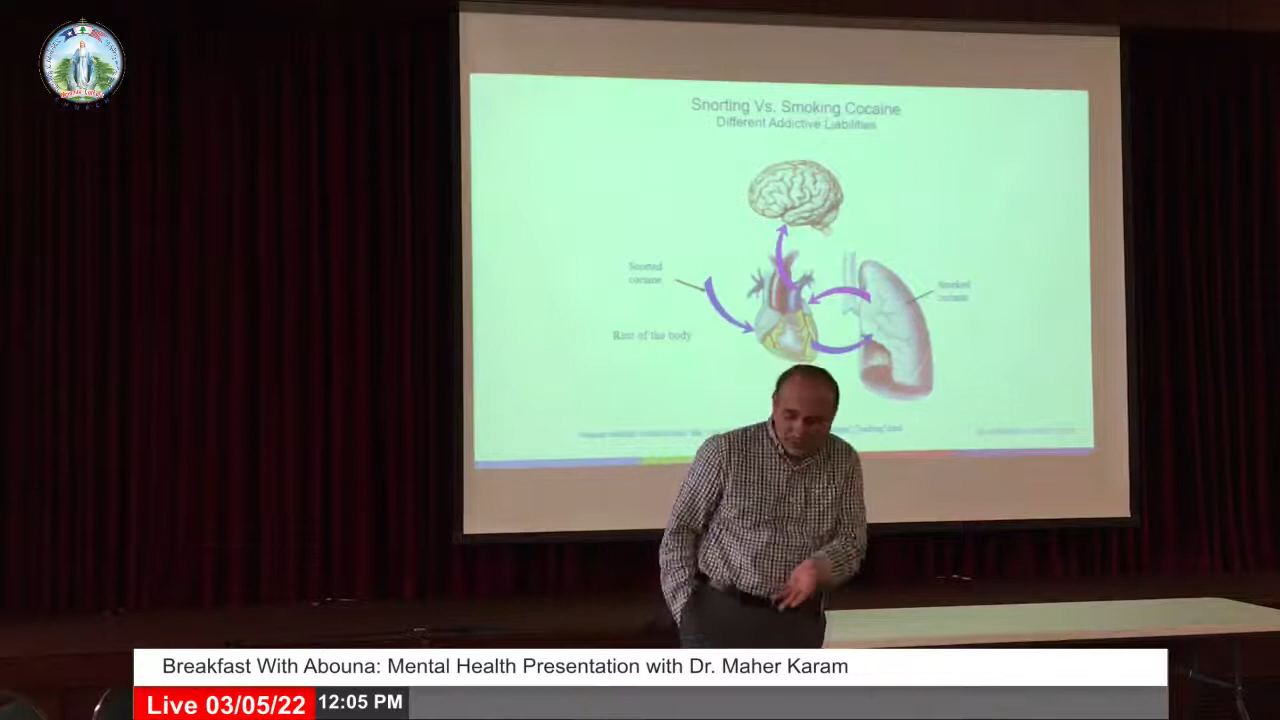 Snorting Vs. Smoking Cocaine
Different Addictive Liabilities
Snorted
cocaine
Smoked
cocaine
Rest of the body
Breakfast With Abouna: Mental Health Presentation with Dr. Maher Karam
Live 03/05/22
12:05 PM